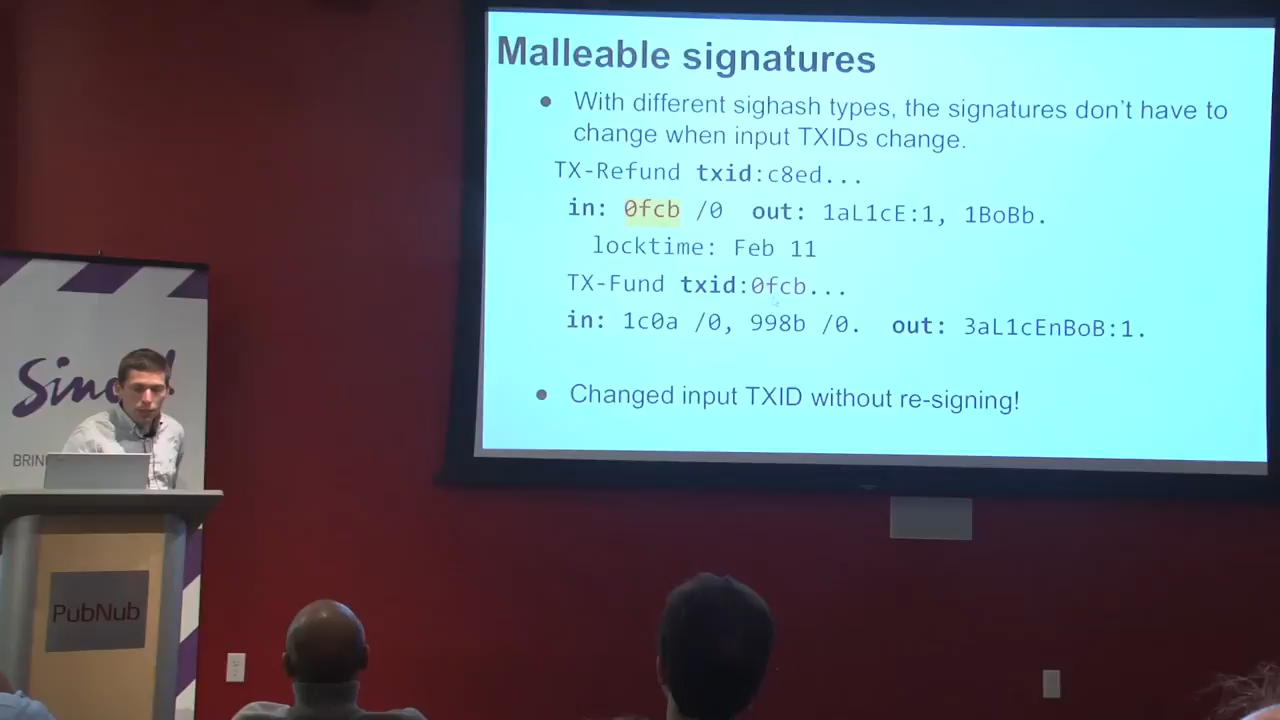 Malleable signatures
With different sighash types, the signatures don't have to
change when input TXIDs change.
TX-Refund txid:c8ed...
in: 0fcb /0 out: 1aL1cE:1, 1BoBb.
locktime: Feb 11
TX-Fund txid:0fcb...
in: 1c0a /0, 998b /0. out: 3aL1cEnBoB:1.
Changed input TXID without re-signing!
PubNub